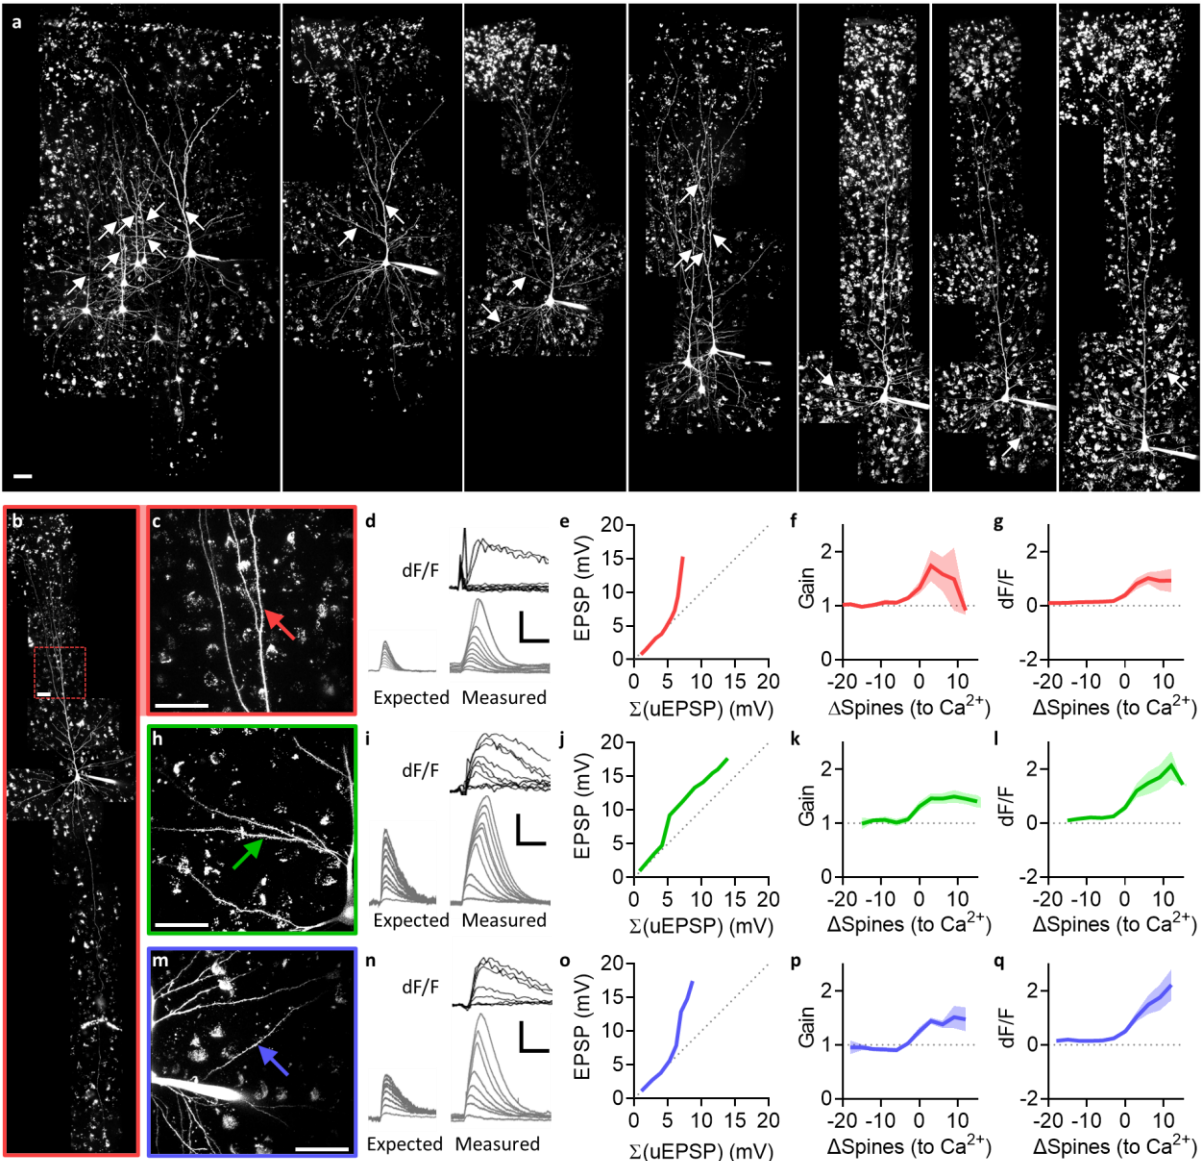 a
b
c
d
dF/F
Expected
Measured
e
EPSP (mV)
20
15
10
5
0
0 5 10 15 20
Σ(uEPSP) (mV)
f
Gain
2
1
0
-20 -10 0 10
ΔSpines (to Ca²⁺)
g
dF/F
2
0
-2
-20 -10 0 10
ΔSpines (to Ca²⁺)
h
i
dF/F
Expected
Measured
j
EPSP (mV)
20
15
10
5
0
0 5 10 15 20
Σ(uEPSP) (mV)
k
Gain
2
1
0
-20 -10 0 10
ΔSpines (to Ca²⁺)
l
dF/F
2
0
-2
-20 -10 0 10
ΔSpines (to Ca²⁺)
m
n
dF/F
Expected
Measured
o
EPSP (mV)
20
15
10
5
0
0 5 10 15 20
Σ(uEPSP) (mV)
p
Gain
2
1
0
-20 -10 0 10
ΔSpines (to Ca²⁺)
q
dF/F
2
0
-2
-20 -10 0 10
ΔSpines (to Ca²⁺)